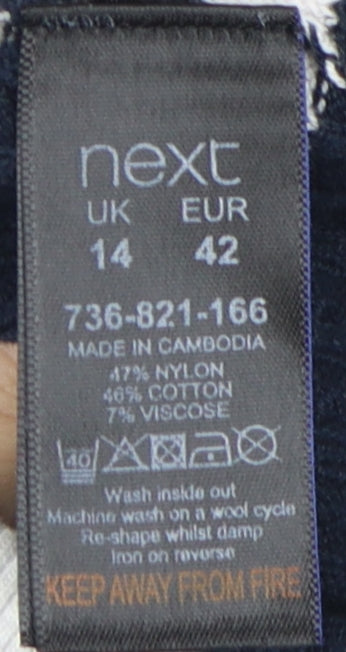 next
UK EUR
14 42
736-821-166
MADE IN CAMBODIA
47% NYLON
46% COTTON
7% VISCOSE
40
Wash inside out
Machine wash on a wool cycle
Re-shape whilst damp
Iron on reverse
KEEP AWAY FROM FIRE